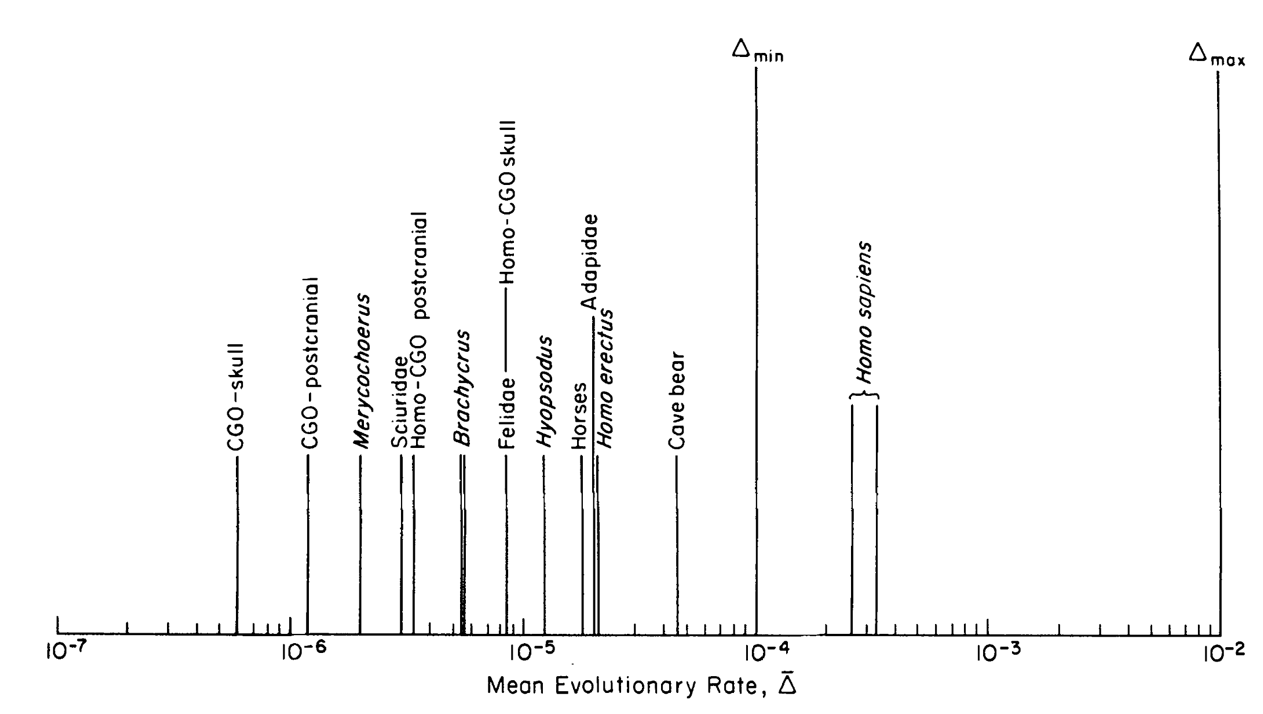 Δmin
Δmax
CGO-skull
CGO-postcranial
Merycochoerus
Sciuridae
Homo-CGO postcranial
Brachycrus
Felidae
Homo-CGO skull
Hyopsodus
Horses
Adapidae
Homo erectus
Cave bear
Homo sapiens
10⁻⁷ 10⁻⁶ 10⁻⁵ 10⁻⁴ 10⁻³ 10⁻²
Mean Evolutionary Rate, Δ̄